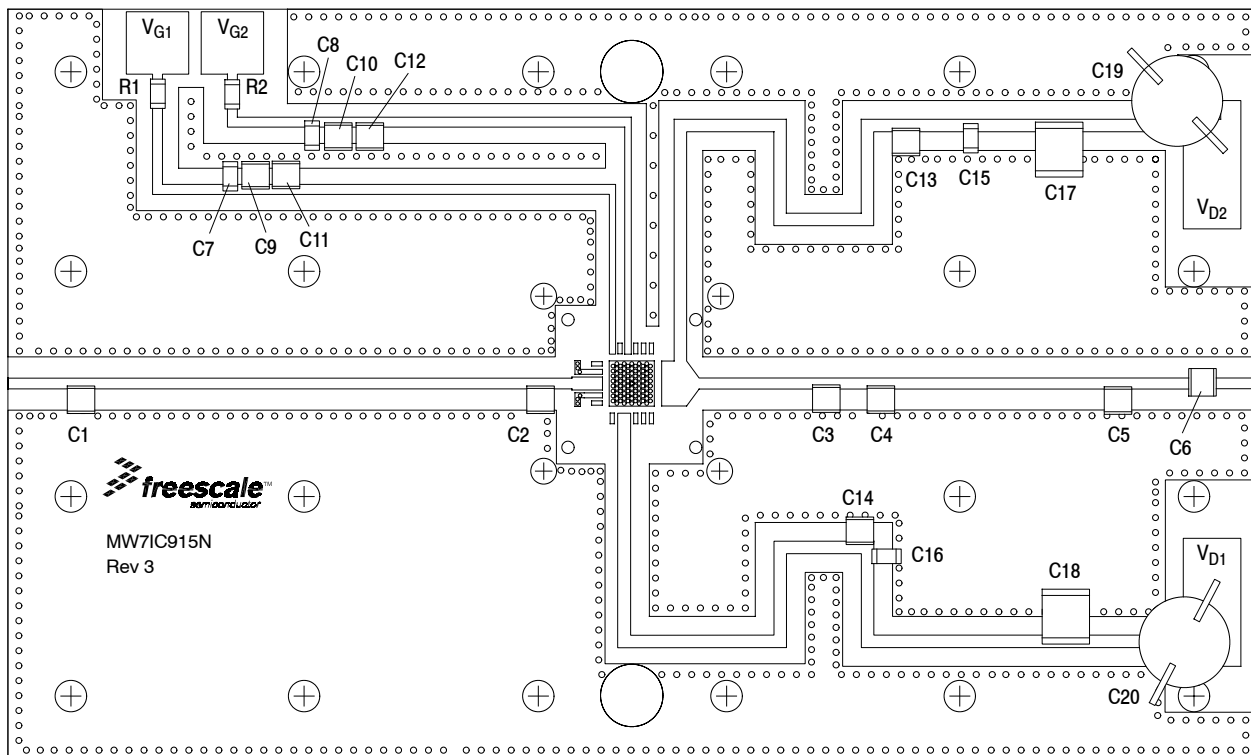 VG1 VG2
C8
C10
C12
R1
R2
C7
C9
C11
C19
C13
C15
C17
VD2
C1
C2
C3
C4
C5
C6
freescale™
semiconductor
MW7IC915N
Rev 3
C14
C16
C18
VD1
C20